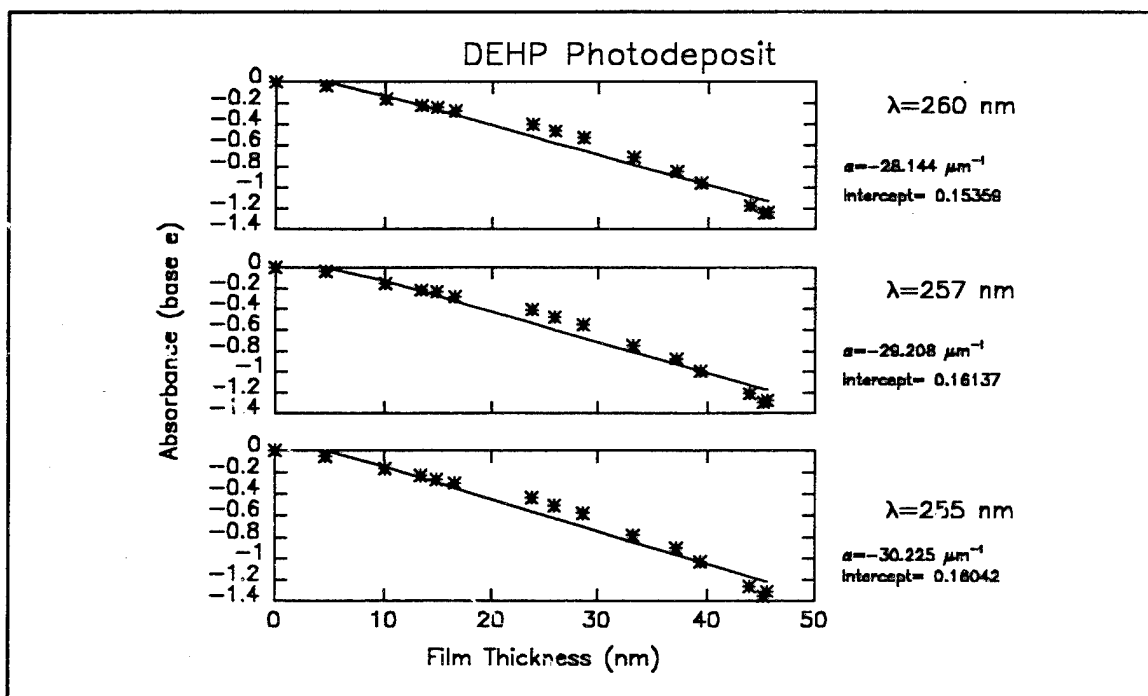 DEHP Photodeposit
Absorbance (base e)
0
-0.2
-0.4
-0.6
-0.8
-1
-1.2
-1.4
λ=260 nm
α=-28.144 μm⁻¹
Intercept= 0.15359
0
-0.2
-0.4
-0.6
-0.8
-1
-1.2
-1.4
λ=257 nm
α=-29.208 μm⁻¹
Intercept= 0.16137
0
-0.2
-0.4
-0.6
-0.8
-1
-1.2
-1.4
λ=255 nm
α=-30.225 μm⁻¹
Intercept= 0.16042
0 10 20 30 40 50
Film Thickness (nm)